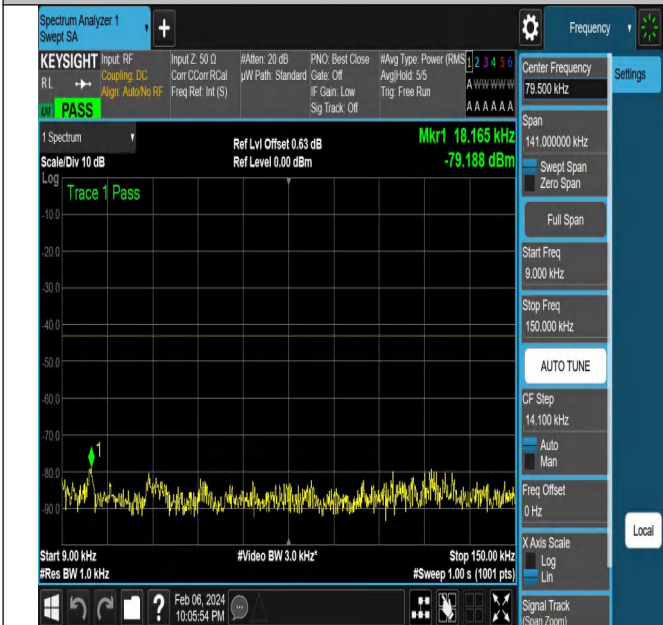 Spectrum Analyzer 1
Swept SA
Frequency
KEYSIGHT
RL
PASS
Input: RF
Coupling: DC
Align: Auto/No RF
Input Z: 50 Ω
Corr CCorr RCal
Freq Ref: Int (S)
#Atten: 20 dB
µW Path: Standard
PNO: Best Close
Gate: Off
IF Gain: Low
Sig Track: Off
#Avg Type: Power (RMS
Avg|Hold: 5/5
Trig: Free Run
1 2 3 4 5 6
A W W W W W
A A A A A A
1 Spectrum
Scale/Div 10 dB
Log
Ref Lvl Offset 0.63 dB
Ref Level 0.00 dBm
Mkr1 18.165 kHz
-79.188 dBm
Trace 1 Pass
-10.0
-20.0
-30.0
-40.0
-50.0
-60.0
-70.0
-80.0
-90.0
1
Start 9.00 kHz
#Res BW 1.0 kHz
#Video BW 3.0 kHz*
Stop 150.00 kHz
#Sweep 1.00 s (1001 pts)
?
Feb 06, 2024
10:05:54 PM
Center Frequency
79.500 kHz
Settings
Span
141.000000 kHz
Swept Span
Zero Span
Full Span
Start Freq
9.000 kHz
Stop Freq
150.000 kHz
AUTO TUNE
CF Step
14.100 kHz
Auto
Man
Freq Offset
0 Hz
X Axis Scale
Log
Lin
Local
Signal Track
(Span Zoom)